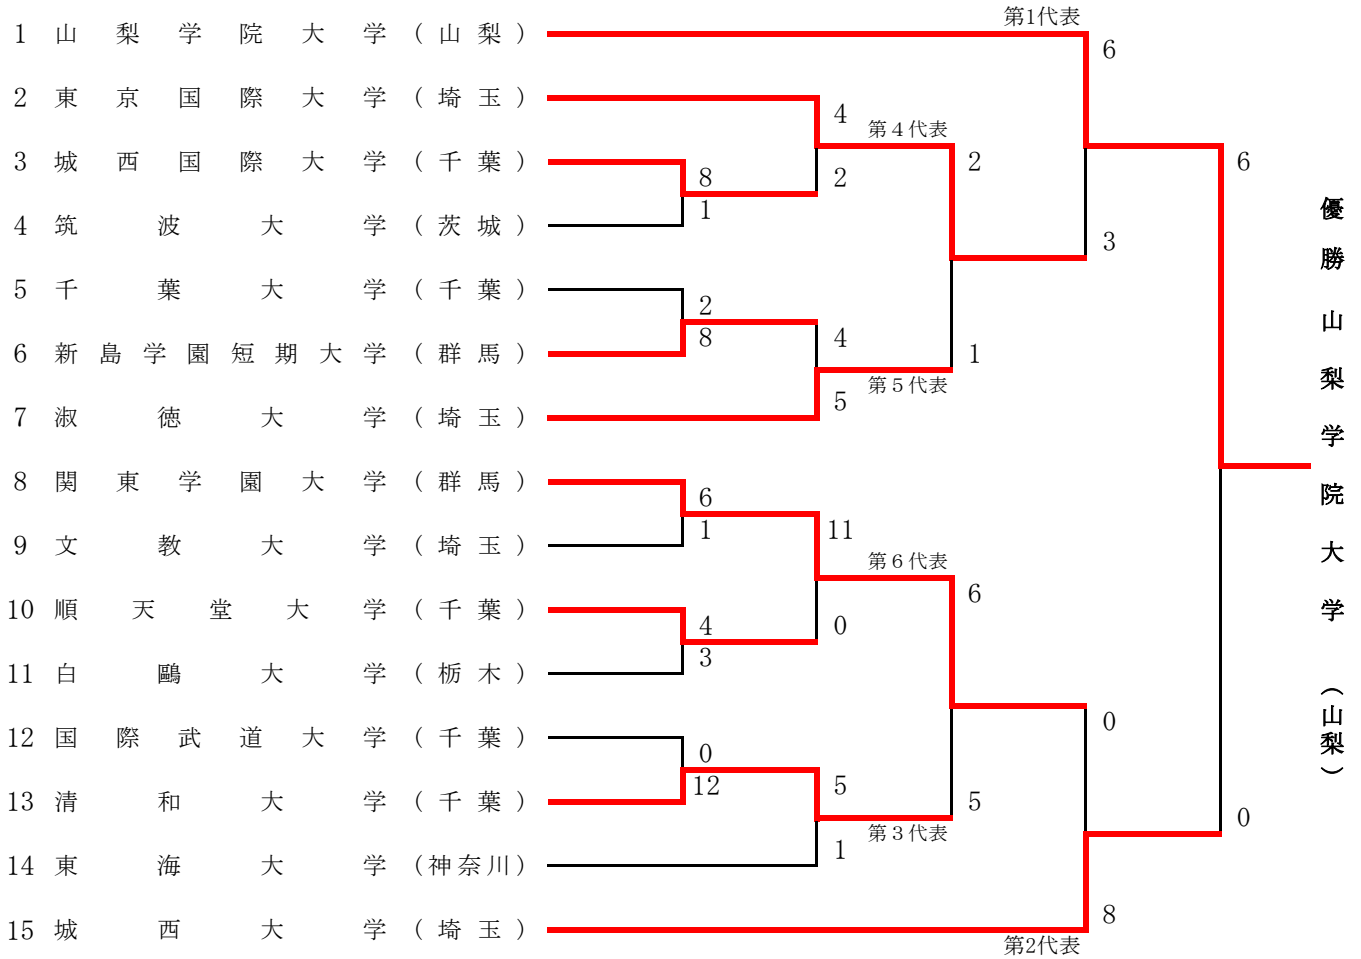 第1代表
1 山梨学院大学 (山梨)
6
2 東京国際大学 (埼玉)
4
第４代表
3 城西国際大学 (千葉)
8
2
2
6
1
4 筑波大学 (茨城)
3
5 千葉大学 (千葉)
2
8
4
6 新島学園短期大学 (群馬)
1
第５代表
5
7 淑徳大学 (埼玉)
8 関東学園大学 (群馬)
6
1
11
9 文教大学 (埼玉)
第６代表
6
10 順天堂大学 (千葉)
4
0
3
11 白鷗大学 (栃木)
0
12 国際武道大学 (千葉)
0
12
5
13 清和大学 (千葉)
5
0
第３代表
1
14 東海大学 (神奈川)
8
15 城西大学 (埼玉)
第2代表
優勝山梨学院大学 (山梨)